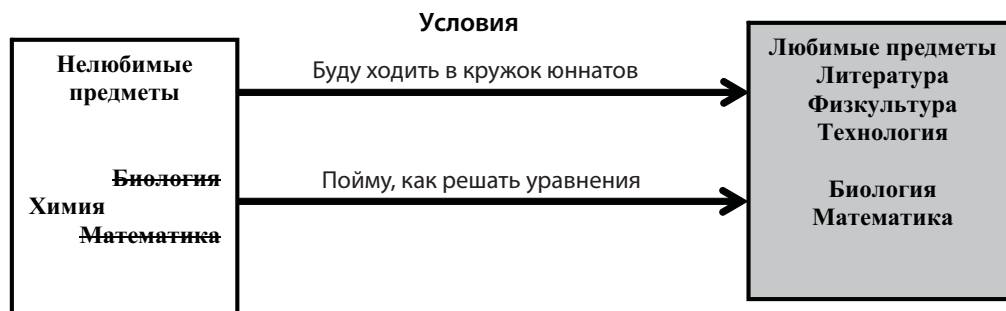 Условия
Нелюбимые
предметы
Биология
Химия
Математика
Буду ходить в кружок юннатов
Пойму, как решать уравнения
Любимые предметы
Литература
Физкультура
Технология
Биология
Математика